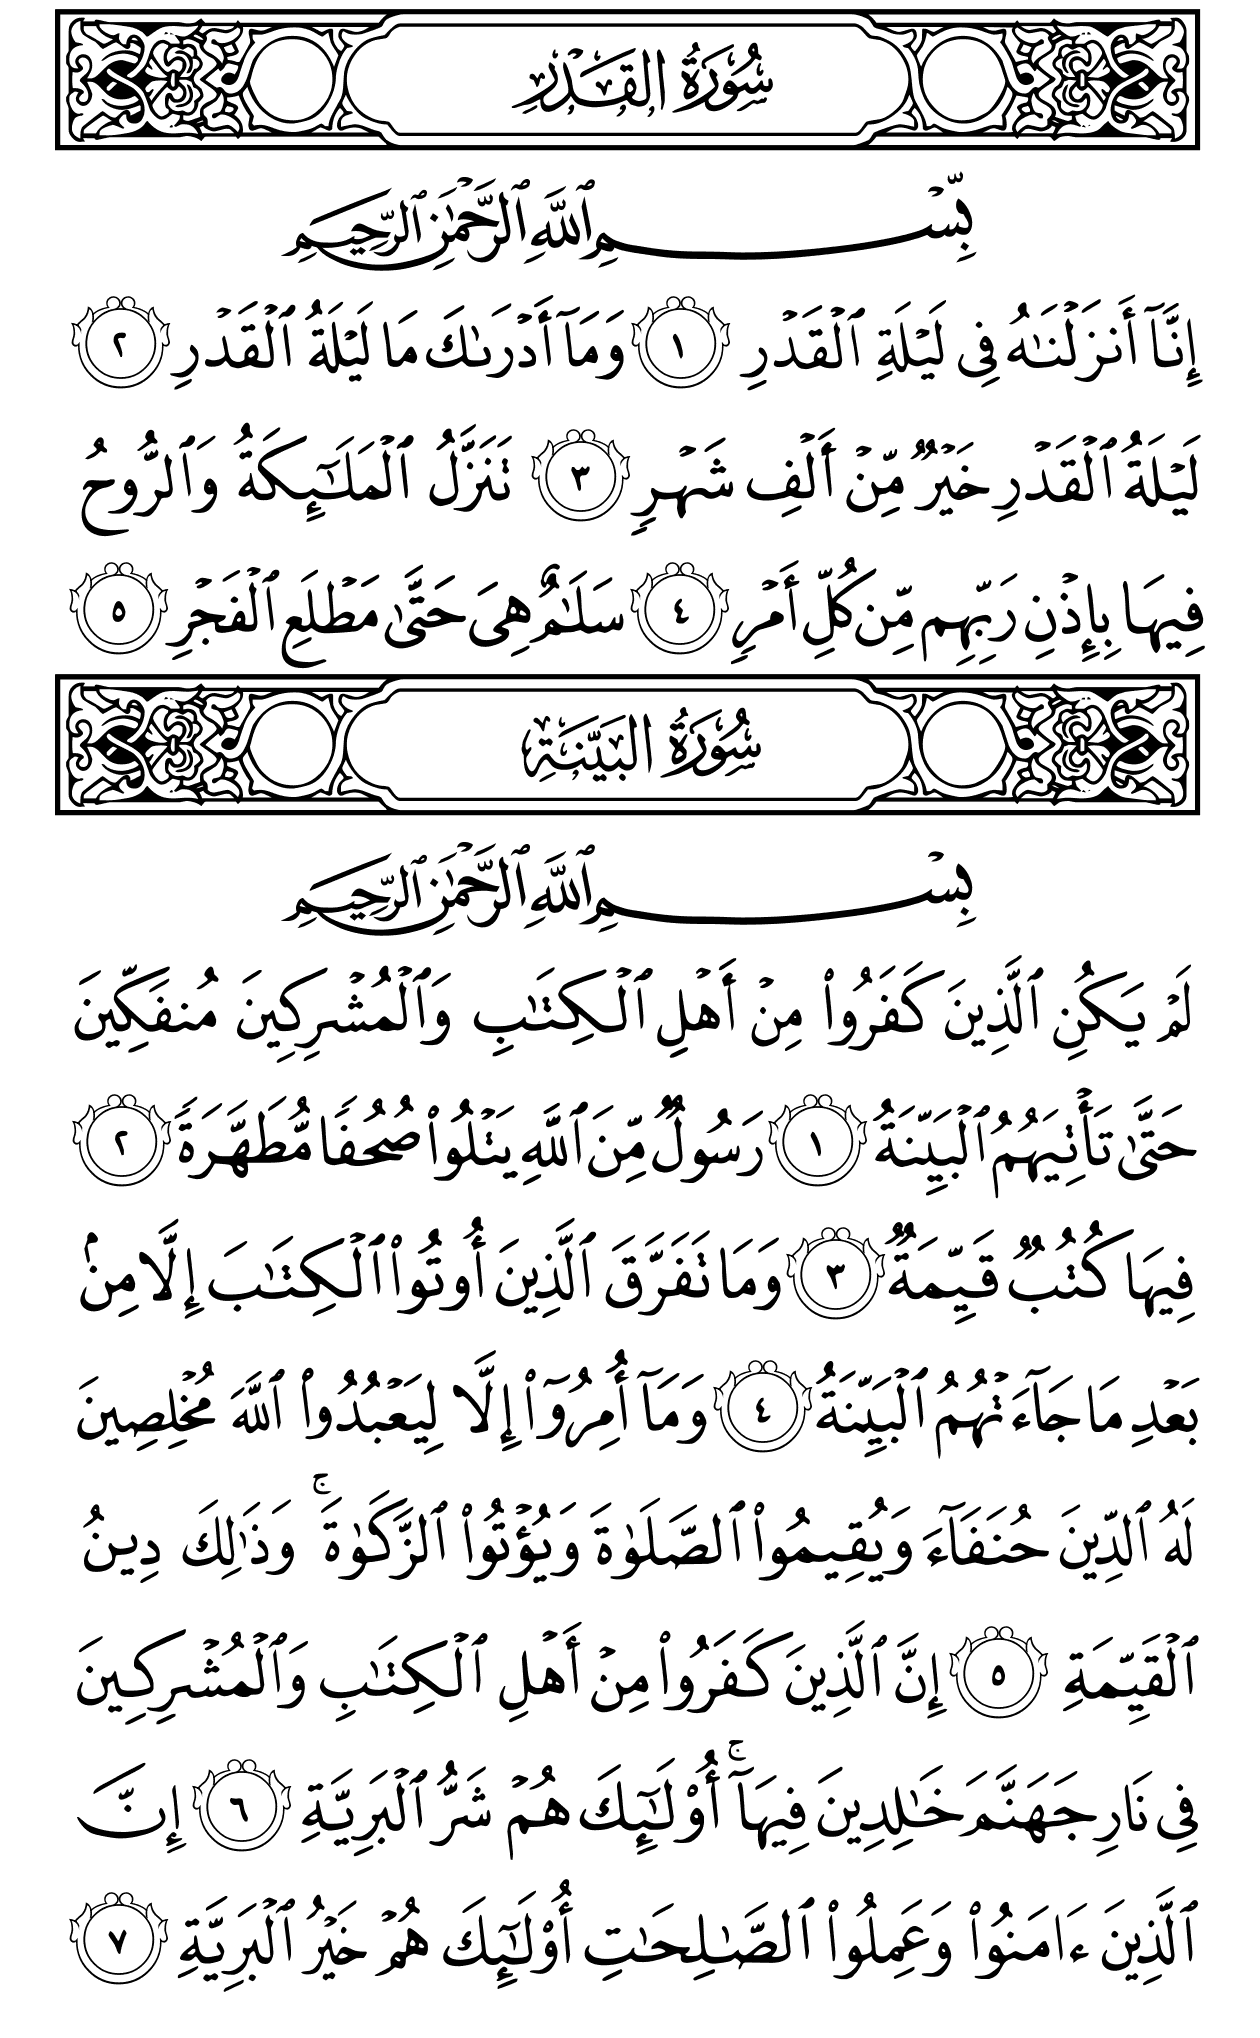 سُورَةُ القَدْرِ
بِّسْمِ ٱللَّهِ ٱلرَّحْمَٰنِ ٱلرَّحِيمِ
إِنَّآ أَنزَلْنَٰهُ فِى لَيْلَةِ ٱلْقَدْرِ ١ وَمَآ أَدْرَىٰكَ مَا لَيْلَةُ ٱلْقَدْرِ ٢
لَيْلَةُ ٱلْقَدْرِ خَيْرٌ مِّنْ أَلْفِ شَهْرٍ ٣ تَنَزَّلُ ٱلْمَلَٰٓئِكَةُ وَٱلرُّوحُ
فِيهَا بِإِذْنِ رَبِّهِم مِّن كُلِّ أَمْرٍ ٤ سَلَٰمٌ هِىَ حَتَّىٰ مَطْلَعِ ٱلْفَجْرِ ٥
سُورَةُ البَيِّنَةِ
بِسْمِ ٱللَّهِ ٱلرَّحْمَٰنِ ٱلرَّحِيمِ
لَمْ يَكُنِ ٱلَّذِينَ كَفَرُوا۟ مِنْ أَهْلِ ٱلْكِتَٰبِ وَٱلْمُشْرِكِينَ مُنفَكِّينَ
حَتَّىٰ تَأْتِيَهُمُ ٱلْبَيِّنَةُ ١ رَسُولٌ مِّنَ ٱللَّهِ يَتْلُوا۟ صُحُفًا مُّطَهَّرَةً ٢
فِيهَا كُتُبٌ قَيِّمَةٌ ٣ وَمَا تَفَرَّقَ ٱلَّذِينَ أُوتُوا۟ ٱلْكِتَٰبَ إِلَّا مِنۢ
بَعْدِ مَا جَآءَتْهُمُ ٱلْبَيِّنَةُ ٤ وَمَآ أُمِرُوٓا۟ إِلَّا لِيَعْبُدُوا۟ ٱللَّهَ مُخْلِصِينَ
لَهُ ٱلدِّينَ حُنَفَآءَ وَيُقِيمُوا۟ ٱلصَّلَوٰةَ وَيُؤْتُوا۟ ٱلزَّكَوٰةَ ۚ وَذَٰلِكَ دِينُ
ٱلْقَيِّمَةِ ٥ إِنَّ ٱلَّذِينَ كَفَرُوا۟ مِنْ أَهْلِ ٱلْكِتَٰبِ وَٱلْمُشْرِكِينَ
فِى نَارِ جَهَنَّمَ خَٰلِدِينَ فِيهَآ ۚ أُو۟لَٰٓئِكَ هُمْ شَرُّ ٱلْبَرِيَّةِ ٦ إِنَّ
ٱلَّذِينَ ءَامَنُوا۟ وَعَمِلُوا۟ ٱلصَّٰلِحَٰتِ أُو۟لَٰٓئِكَ هُمْ خَيْرُ ٱلْبَرِيَّةِ ٧